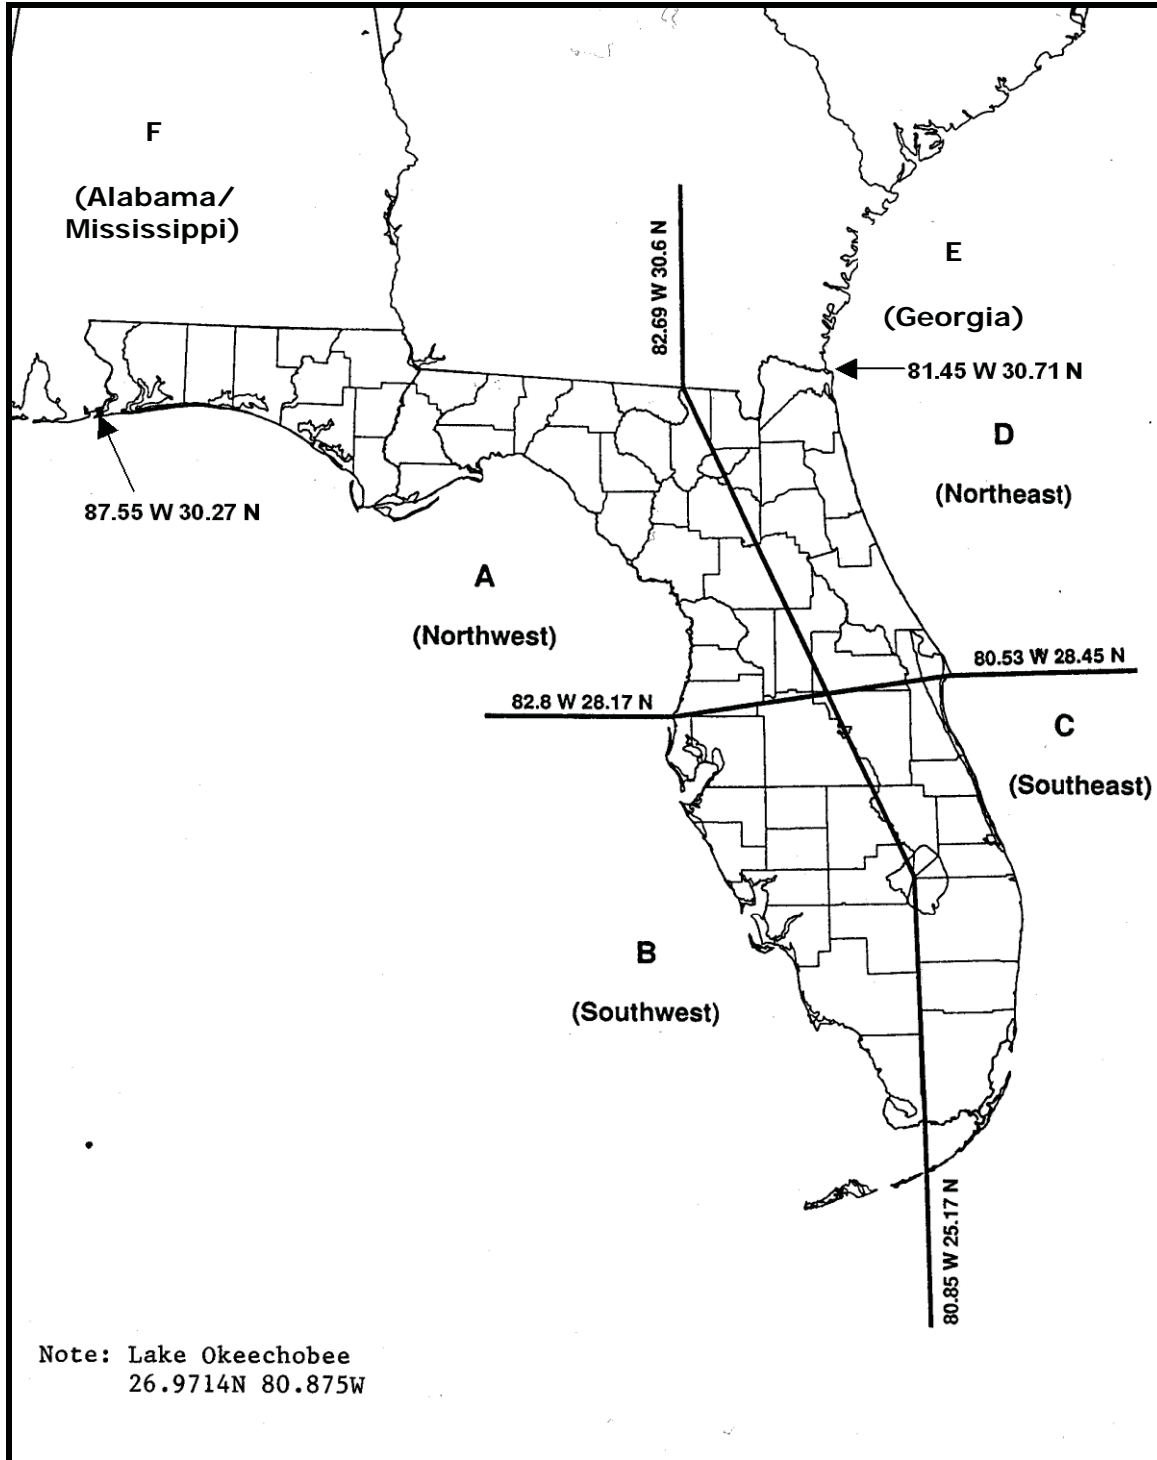 F
(Alabama/
Mississippi)
82.69 W 30.6 N
E
(Georgia)
81.45 W 30.71 N
D
(Northeast)
87.55 W 30.27 N
A
(Northwest)
80.53 W 28.45 N
82.8 W 28.17 N
C
(Southeast)
B
(Southwest)
80.85 W 25.17 N
Note: Lake Okeechobee
26.9714N 80.875W